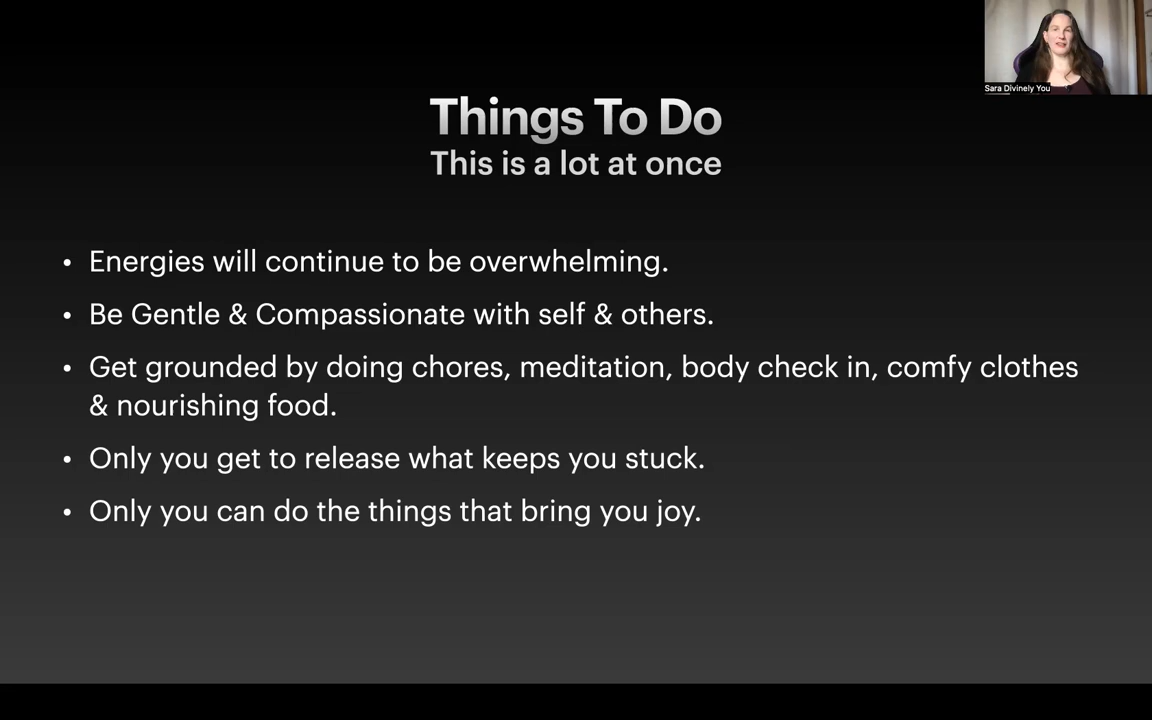 Sara Divinely You
Things To Do
This is a lot at once
• Energies will continue to be overwhelming.
• Be Gentle & Compassionate with self & others.
• Get grounded by doing chores, meditation, body check in, comfy clothes
& nourishing food.
• Only you get to release what keeps you stuck.
• Only you can do the things that bring you joy.